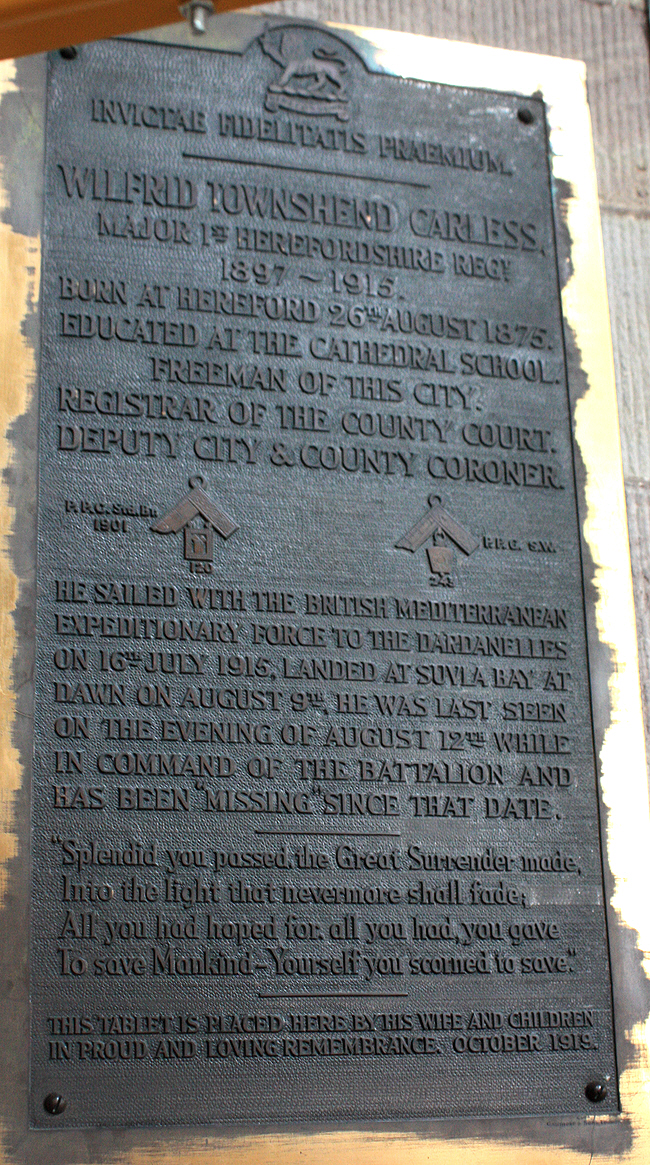 INVICTAE FIDELITATIS PRAEMIUM.
WILFRID TOWNSHEND CARLESS,
MAJOR 1ST HEREFORDSHIRE REGT
1897 ~ 1915.
BORN AT HEREFORD 26TH AUGUST 1875.
EDUCATED AT THE CATHEDRAL SCHOOL.
FREEMAN OF THIS CITY.
REGISTRAR OF THE COUNTY COURT.
DEPUTY CITY & COUNTY CORONER.
P. P. G. Std. Br.
1901
120
P. P. G. S.W.
243
HE SAILED WITH THE BRITISH MEDITERRANEAN
EXPEDITIONARY FORCE TO THE DARDANELLES
ON 16TH JULY 1915, LANDED AT SUVLA BAY AT
DAWN ON AUGUST 9TH, HE WAS LAST SEEN
ON THE EVENING OF AUGUST 12TH WHILE
IN COMMAND OF THE BATTALION AND
HAS BEEN "MISSING" SINCE THAT DATE.
"Splendid you passed, the Great Surrender made,
Into the light that nevermore shall fade;
All you had hoped for, all you had, you gave
To save Mankind – Yourself you scorned to save."
THIS TABLET IS PLACED HERE BY HIS WIFE AND CHILDREN
IN PROUD AND LOVING REMEMBRANCE. OCTOBER 1919.